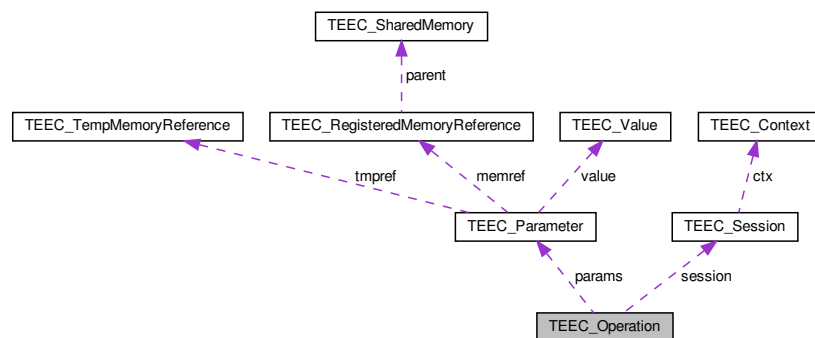 TEEC_SharedMemory
parent
TEEC_TempMemoryReference
TEEC_RegisteredMemoryReference
TEEC_Value
TEEC_Context
tmpref
memref
value
ctx
TEEC_Parameter
TEEC_Session
params
session
TEEC_Operation